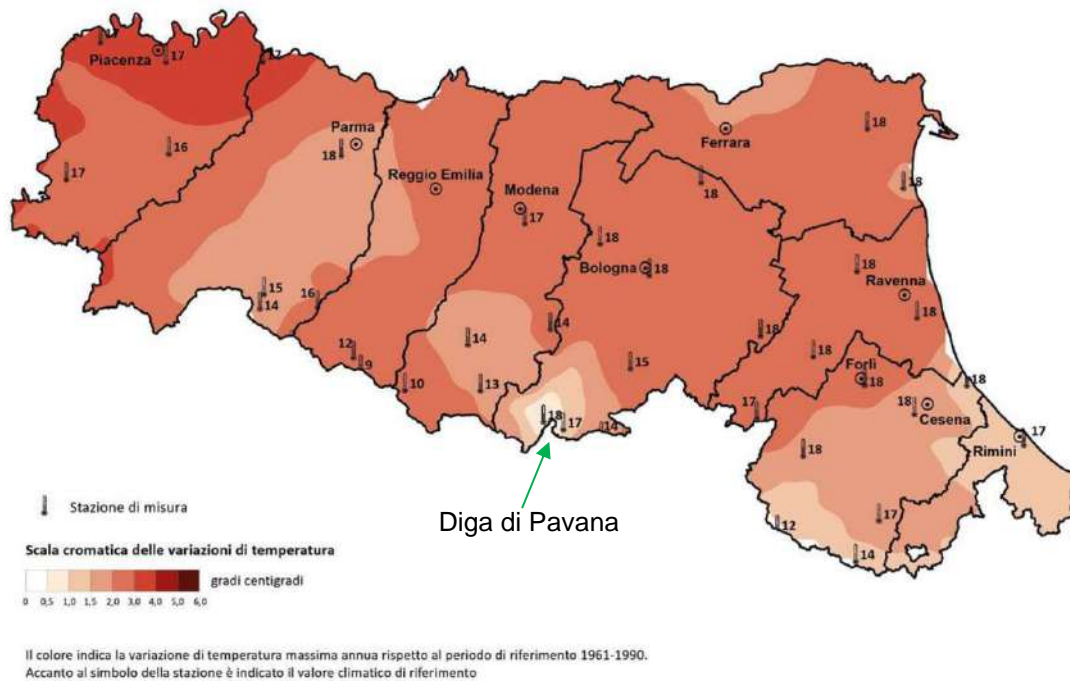 17
Piacenza
17
17
16
17
Parma
18
Reggio Emilia
Modena
17
Ferrara
18
18
18
18
Bologna
18
18
Ravenna
18
15
14
16
12
9
10
14
14
13
15
18
17
14
18
18
17
Forlì
18
18
18
Cesena
17
Rimini
18
12
17
14
Diga di Pavana
Stazione di misura
Scala cromatica delle variazioni di temperatura
gradi centigradi
0 0,5 1,0 1,5 2,0 3,0 4,0 5,0 6,0
Il colore indica la variazione di temperatura massima annua rispetto al periodo di riferimento 1961-1990.
Accanto al simbolo della stazione è indicato il valore climatico di riferimento